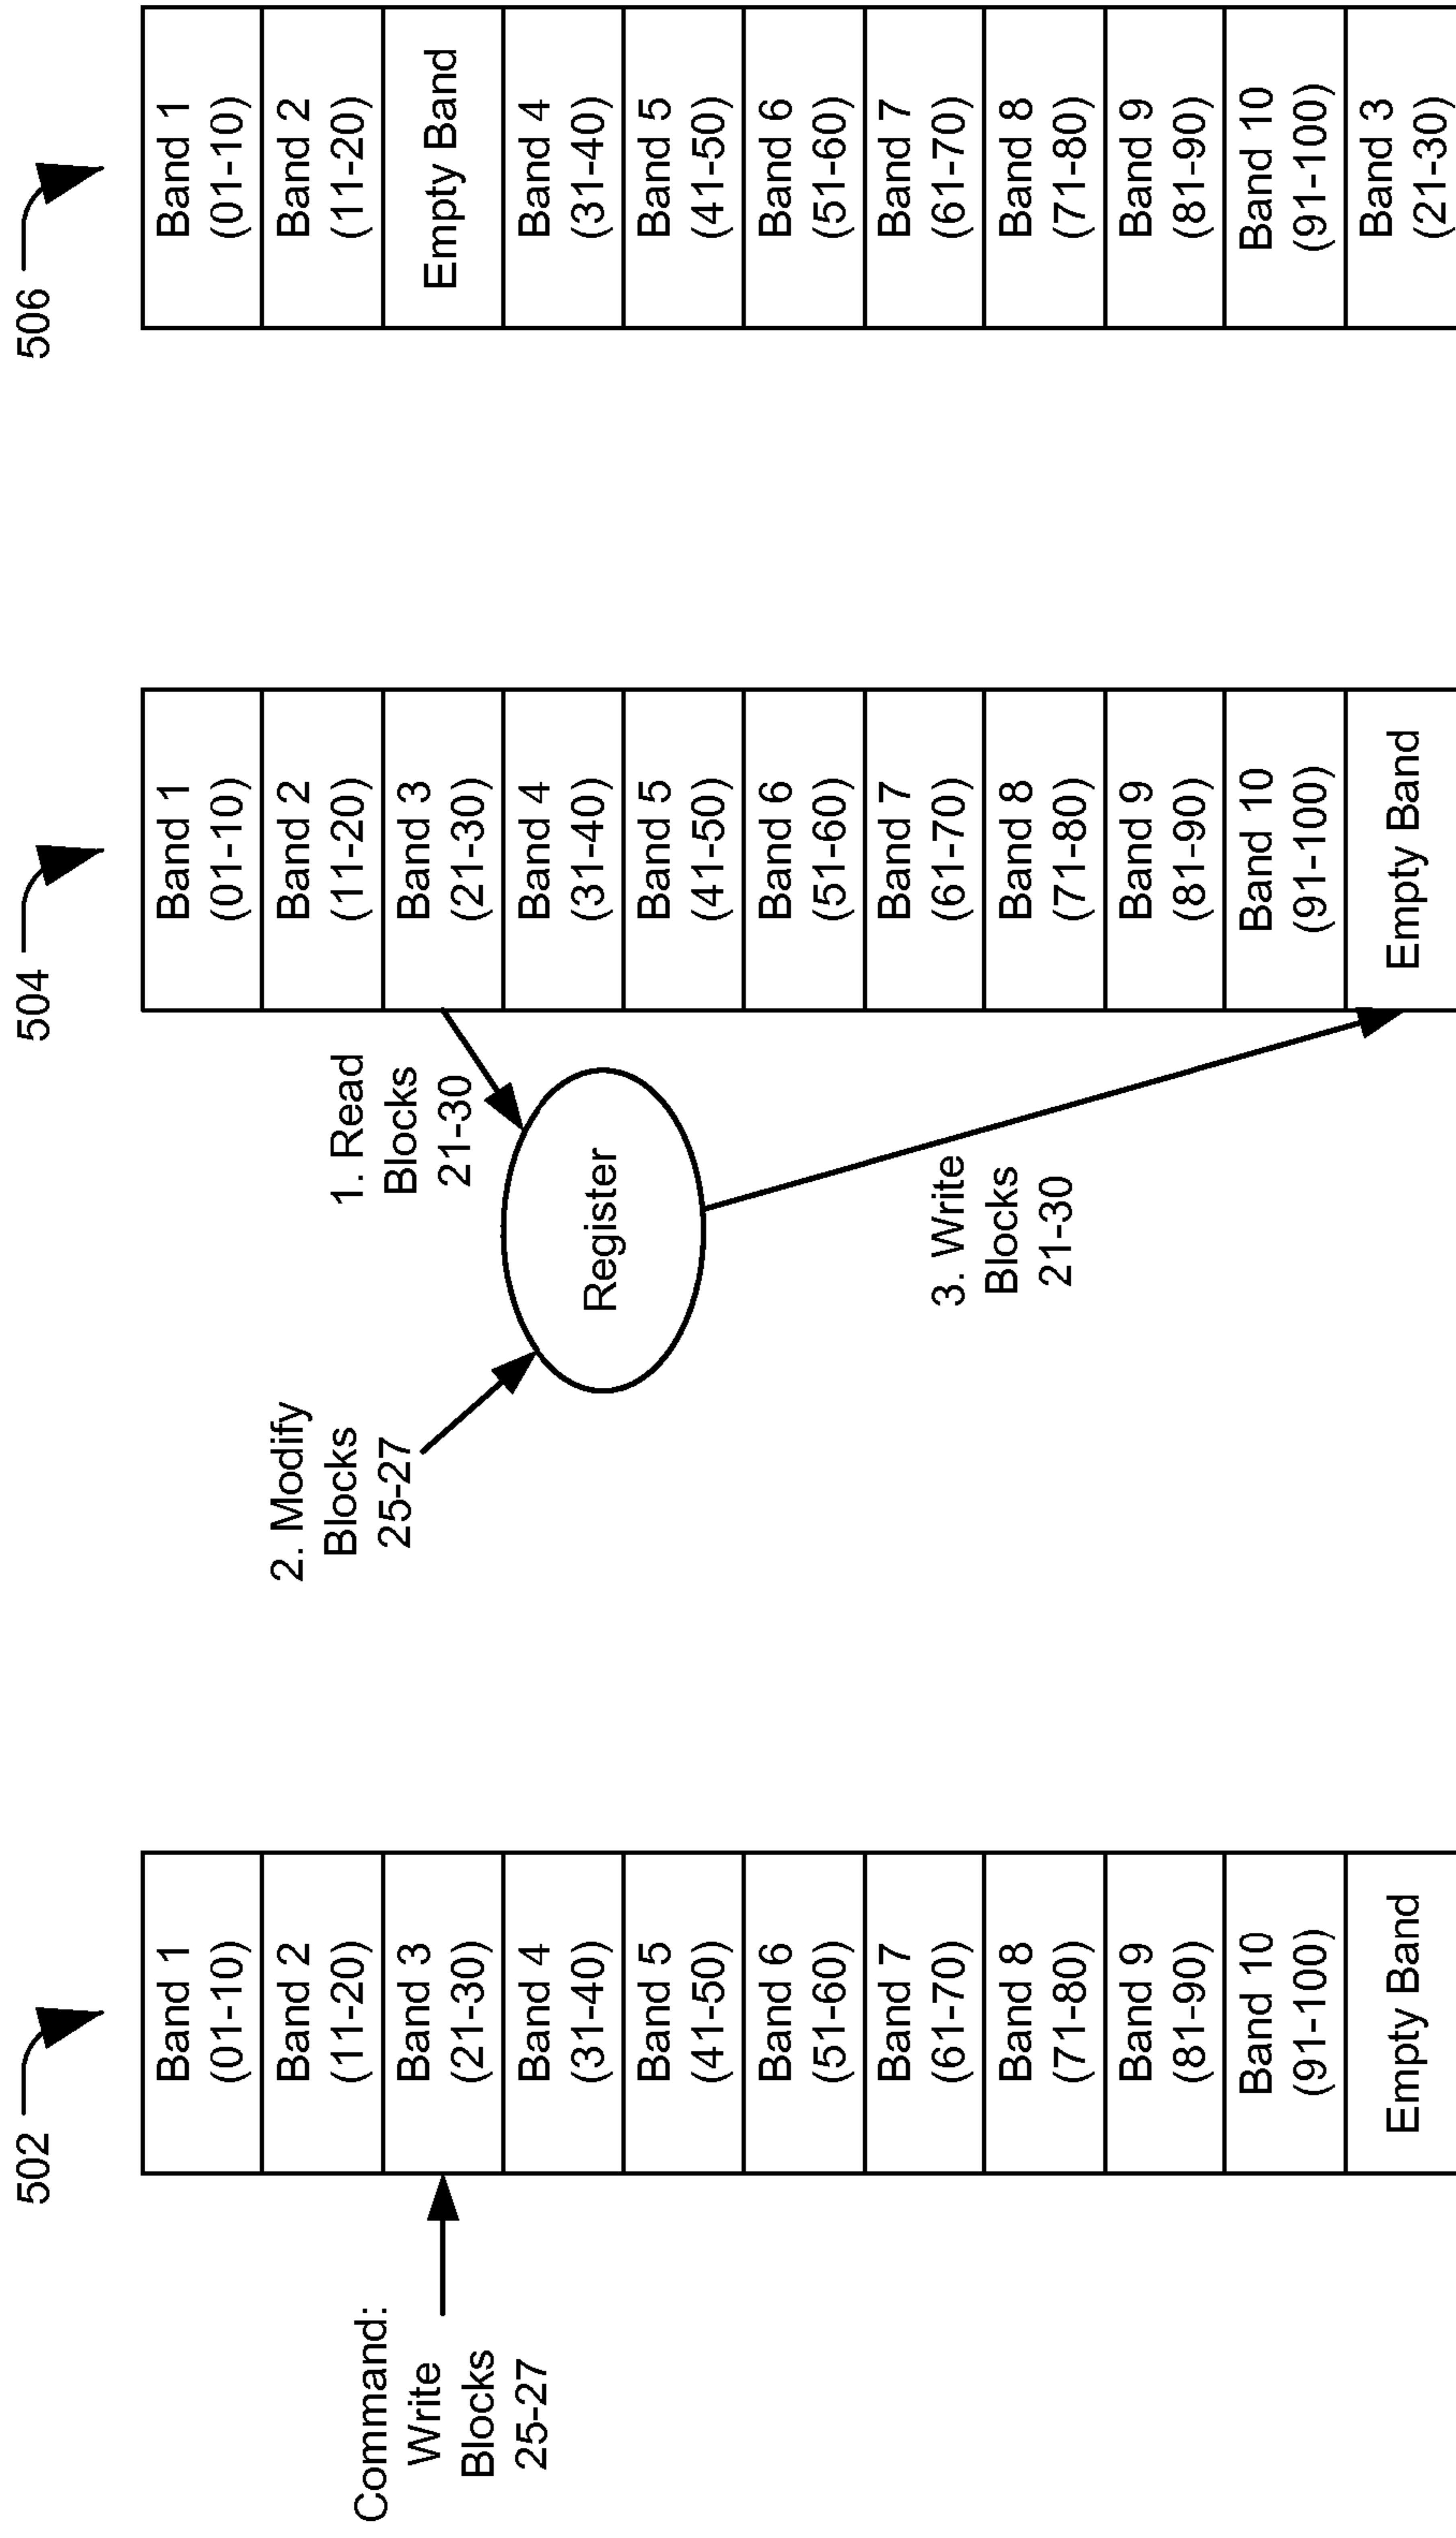 502
Command:
Write
Blocks
25-27
Band 1
(01-10)
Band 2
(11-20)
Band 3
(21-30)
Band 4
(31-40)
Band 5
(41-50)
Band 6
(51-60)
Band 7
(61-70)
Band 8
(71-80)
Band 9
(81-90)
Band 10
(91-100)
Empty Band
504
2. Modify
Blocks
25-27
1. Read
Blocks
21-30
Register
3. Write
Blocks
21-30
Band 1
(01-10)
Band 2
(11-20)
Band 3
(21-30)
Band 4
(31-40)
Band 5
(41-50)
Band 6
(51-60)
Band 7
(61-70)
Band 8
(71-80)
Band 9
(81-90)
Band 10
(91-100)
Empty Band
506
Band 1
(01-10)
Band 2
(11-20)
Empty Band
Band 4
(31-40)
Band 5
(41-50)
Band 6
(51-60)
Band 7
(61-70)
Band 8
(71-80)
Band 9
(81-90)
Band 10
(91-100)
Band 3
(21-30)